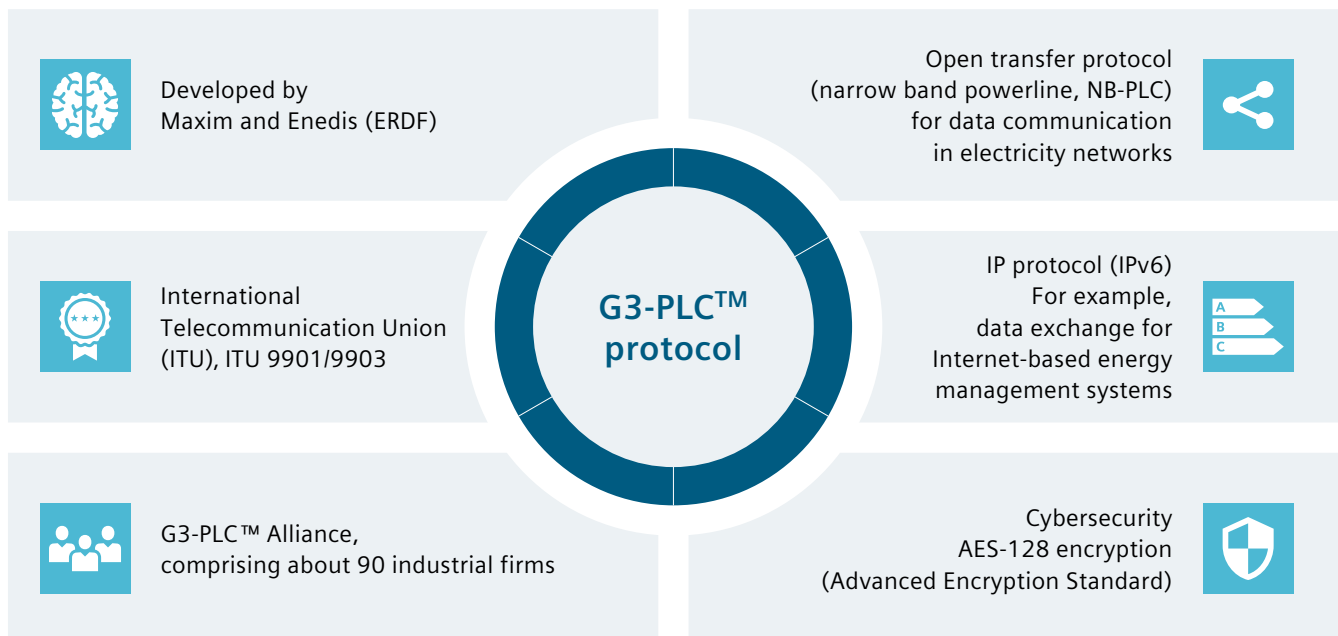 Developed by
Maxim and Enedis (ERDF)
Open transfer protocol
(narrow band powerline, NB-PLC)
for data communication
in electricity networks
International
Telecommunication Union
(ITU), ITU 9901/9903
G3-PLC™
protocol
IP protocol (IPv6)
For example,
data exchange for
Internet-based energy
management systems
A
B
C
G3-PLC™ Alliance,
comprising about 90 industrial firms
Cybersecurity
AES-128 encryption
(Advanced Encryption Standard)